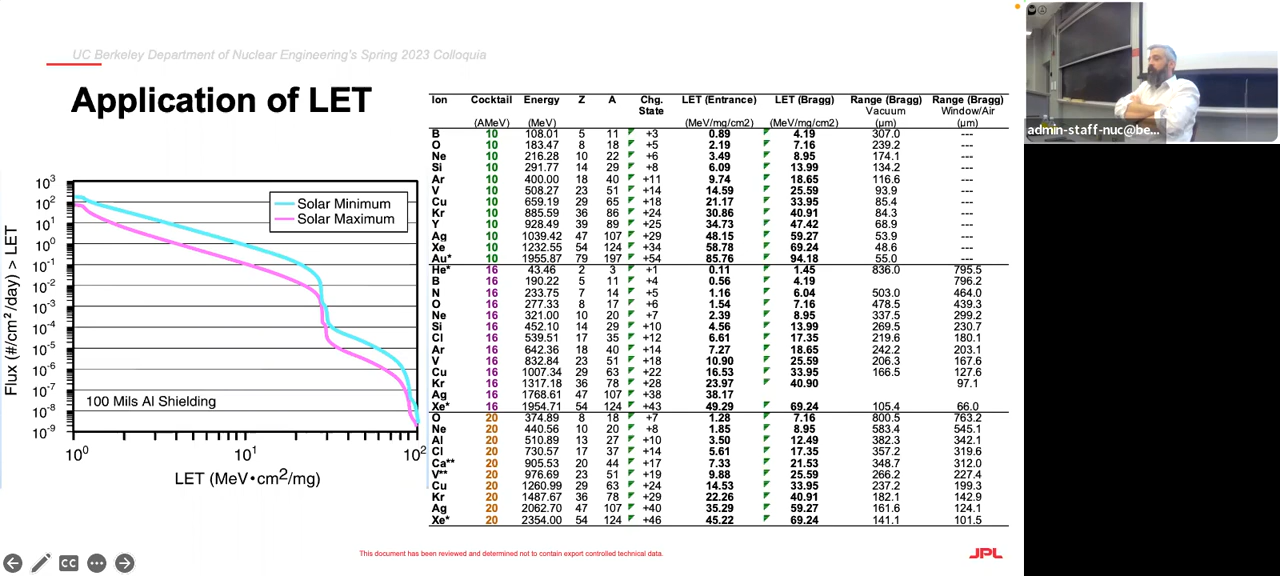 UC Berkeley Department of Nuclear Engineering's Spring 2023 Colloquia
Application of LET
Flux (#/cm²/day) > LET
10³
10²
10¹
10⁰
10⁻¹
10⁻²
10⁻³
10⁻⁴
10⁻⁵
10⁻⁶
10⁻⁷
10⁻⁸
10⁻⁹
Solar Minimum
Solar Maximum
100 Mils Al Shielding
10⁰ 10¹ 10²
LET (MeV•cm²/mg)
Ion Cocktail Energy Z A Chg. State LET (Entrance) LET (Bragg) Range (Bragg) Vacuum Range (Bragg) Window/Air
(AMeV) (MeV) (MeV/mg/cm2) (MeV/mg/cm2) (µm) (µm)
B 10 108.01 5 11 +3 0.89 4.19 307.0 ---
O 10 183.47 8 18 +5 2.19 7.16 239.2 ---
Ne 10 216.28 10 22 +6 3.49 8.95 174.1 ---
Si 10 291.77 14 29 +8 6.09 13.99 134.2 ---
Ar 10 400.00 18 40 +11 9.74 18.65 116.6 ---
V 10 508.27 23 51 +14 14.59 25.59 93.9 ---
Cu 10 659.19 29 65 +18 21.17 33.95 85.4 ---
Kr 10 885.59 36 86 +24 30.86 40.91 84.3 ---
Y 10 928.49 39 89 +25 34.73 47.42 68.9 ---
Ag 10 1039.42 47 107 +29 48.15 59.27 53.9 ---
Xe 10 1232.55 54 124 +34 58.78 69.24 48.6 ---
Au* 10 1955.87 79 197 +54 85.76 94.18 55.0 ---
He* 16 43.46 2 3 +1 0.11 1.45 836.0 795.5
B 16 190.22 5 11 +4 0.56 4.19 796.2
N 16 233.75 7 14 +5 1.16 6.04 503.0 464.0
O 16 277.33 8 17 +6 1.54 7.16 478.5 439.3
Ne 16 321.00 10 20 +7 2.39 8.95 337.5 299.2
Si 16 452.10 14 29 +10 4.56 13.99 269.5 230.7
Cl 16 539.51 17 35 +12 6.61 17.35 219.6 180.1
Ar 16 642.36 18 40 +14 7.27 18.65 242.2 203.1
V 16 832.84 23 51 +18 10.90 25.59 206.3 167.6
Cu 16 1007.34 29 63 +22 16.53 33.95 166.5 127.6
Kr 16 1317.18 36 78 +28 23.97 40.90 97.1
Ag 16 1768.61 47 107 +38 38.17
Xe* 16 1954.71 54 124 +43 49.29 69.24 105.4 66.0
O 20 374.89 8 18 +7 1.28 7.16 800.5 763.2
Ne 20 440.56 10 20 +8 1.85 8.95 583.4 545.1
Al 20 510.89 13 27 +10 3.50 12.49 382.3 342.1
Cl 20 730.57 17 37 +14 5.61 17.35 357.2 319.6
Ca** 20 905.53 20 44 +17 7.33 21.53 348.7 312.0
V** 20 976.69 23 51 +19 9.88 25.59 266.2 227.4
Cu 20 1260.99 29 63 +24 14.53 33.95 237.2 199.3
Kr 20 1487.67 36 78 +29 22.26 40.91 182.1 142.9
Ag 20 2062.70 47 107 +40 35.29 59.27 161.6 124.1
Xe* 20 2354.00 54 124 +46 45.22 69.24 141.1 101.5
This document has been reviewed and determined not to contain export controlled technical data.
JPL
CC
admin-staff-nuc@be...